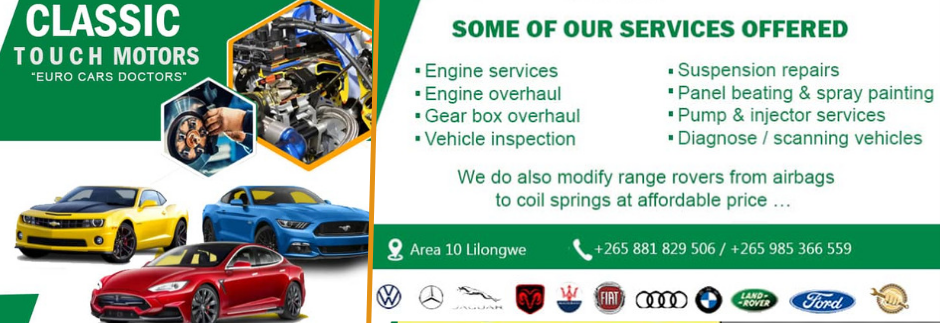 CLASSIC
TOUCH MOTORS
"EURO CARS DOCTORS"
SOME OF OUR SERVICES OFFERED
▪ Engine services
▪ Engine overhaul
▪ Gear box overhaul
▪ Vehicle inspection
▪ Suspension repairs
▪ Panel beating & spray painting
▪ Pump & injector services
▪ Diagnose / scanning vehicles
We do also modify range rovers from airbags
to coil springs at affordable price ...
Area 10 Lilongwe
+265 881 829 506 / +265 985 366 559
JAGUAR
FIAT
LAND-
ROVER
Ford